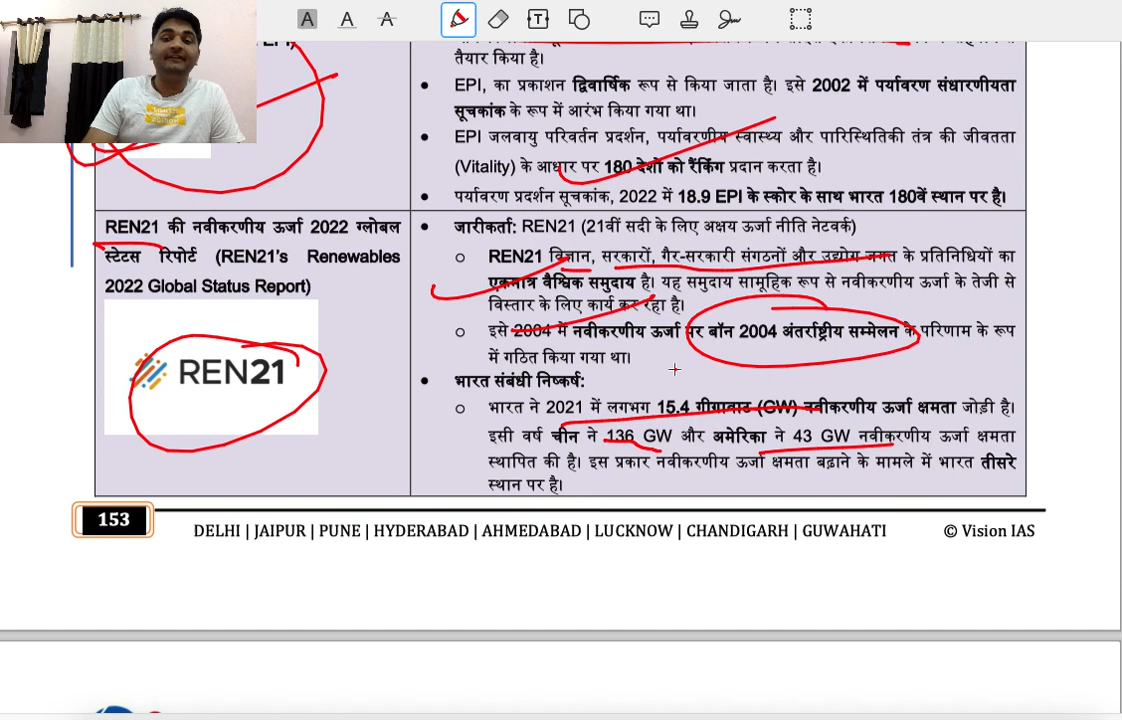 A A A T
EPI)
तैयार किया है।
EPI, का प्रकाशन द्विवार्षिक रूप से किया जाता है। इसे 2002 में पर्यावरण संधारणीयता
सूचकांक के रूप में आरंभ किया गया था।
EPI जलवायु परिवर्तन प्रदर्शन, पर्यावरणीय स्वास्थ्य और पारिस्थितिकी तंत्र की जीवतता
(Vitality) के आधार पर 180 देशों को रैंकिंग प्रदान करता है।
पर्यावरण प्रदर्शन सूचकांक, 2022 में 18.9 EPI के स्कोर के साथ भारत 180वें स्थान पर है।
REN21 की नवीकरणीय ऊर्जा 2022 ग्लोबल
स्टेटस रिपोर्ट (REN21's Renewables
2022 Global Status Report)
REN21
जारीकर्ता: REN21 (21वीं सदी के लिए अक्षय ऊर्जा नीति नेटवर्क)
REN21 विज्ञान, सरकारों, गैर-सरकारी संगठनों और उद्योग जगत के प्रतिनिधियों का
एकमात्र वैश्विक समुदाय है। यह समुदाय सामूहिक रूप से नवीकरणीय ऊर्जा के तेजी से
विस्तार के लिए कार्य कर रहा है।
इसे 2004 में नवीकरणीय ऊर्जा पर बॉन 2004 अंतर्राष्ट्रीय सम्मेलन के परिणाम के रूप
में गठित किया गया था।
भारत संबंधी निष्कर्ष:
भारत ने 2021 में लगभग 15.4 गीगावाट (GW) नवीकरणीय ऊर्जा क्षमता जोड़ी है।
इसी वर्ष चीन ने 136 GW और अमेरिका ने 43 GW नवीकरणीय ऊर्जा क्षमता
स्थापित की है। इस प्रकार नवीकरणीय ऊर्जा क्षमता बढ़ाने के मामले में भारत तीसरे
स्थान पर है।
153
DELHI | JAIPUR | PUNE | HYDERABAD | AHMEDABAD | LUCKNOW | CHANDIGARH | GUWAHATI
© Vision IAS